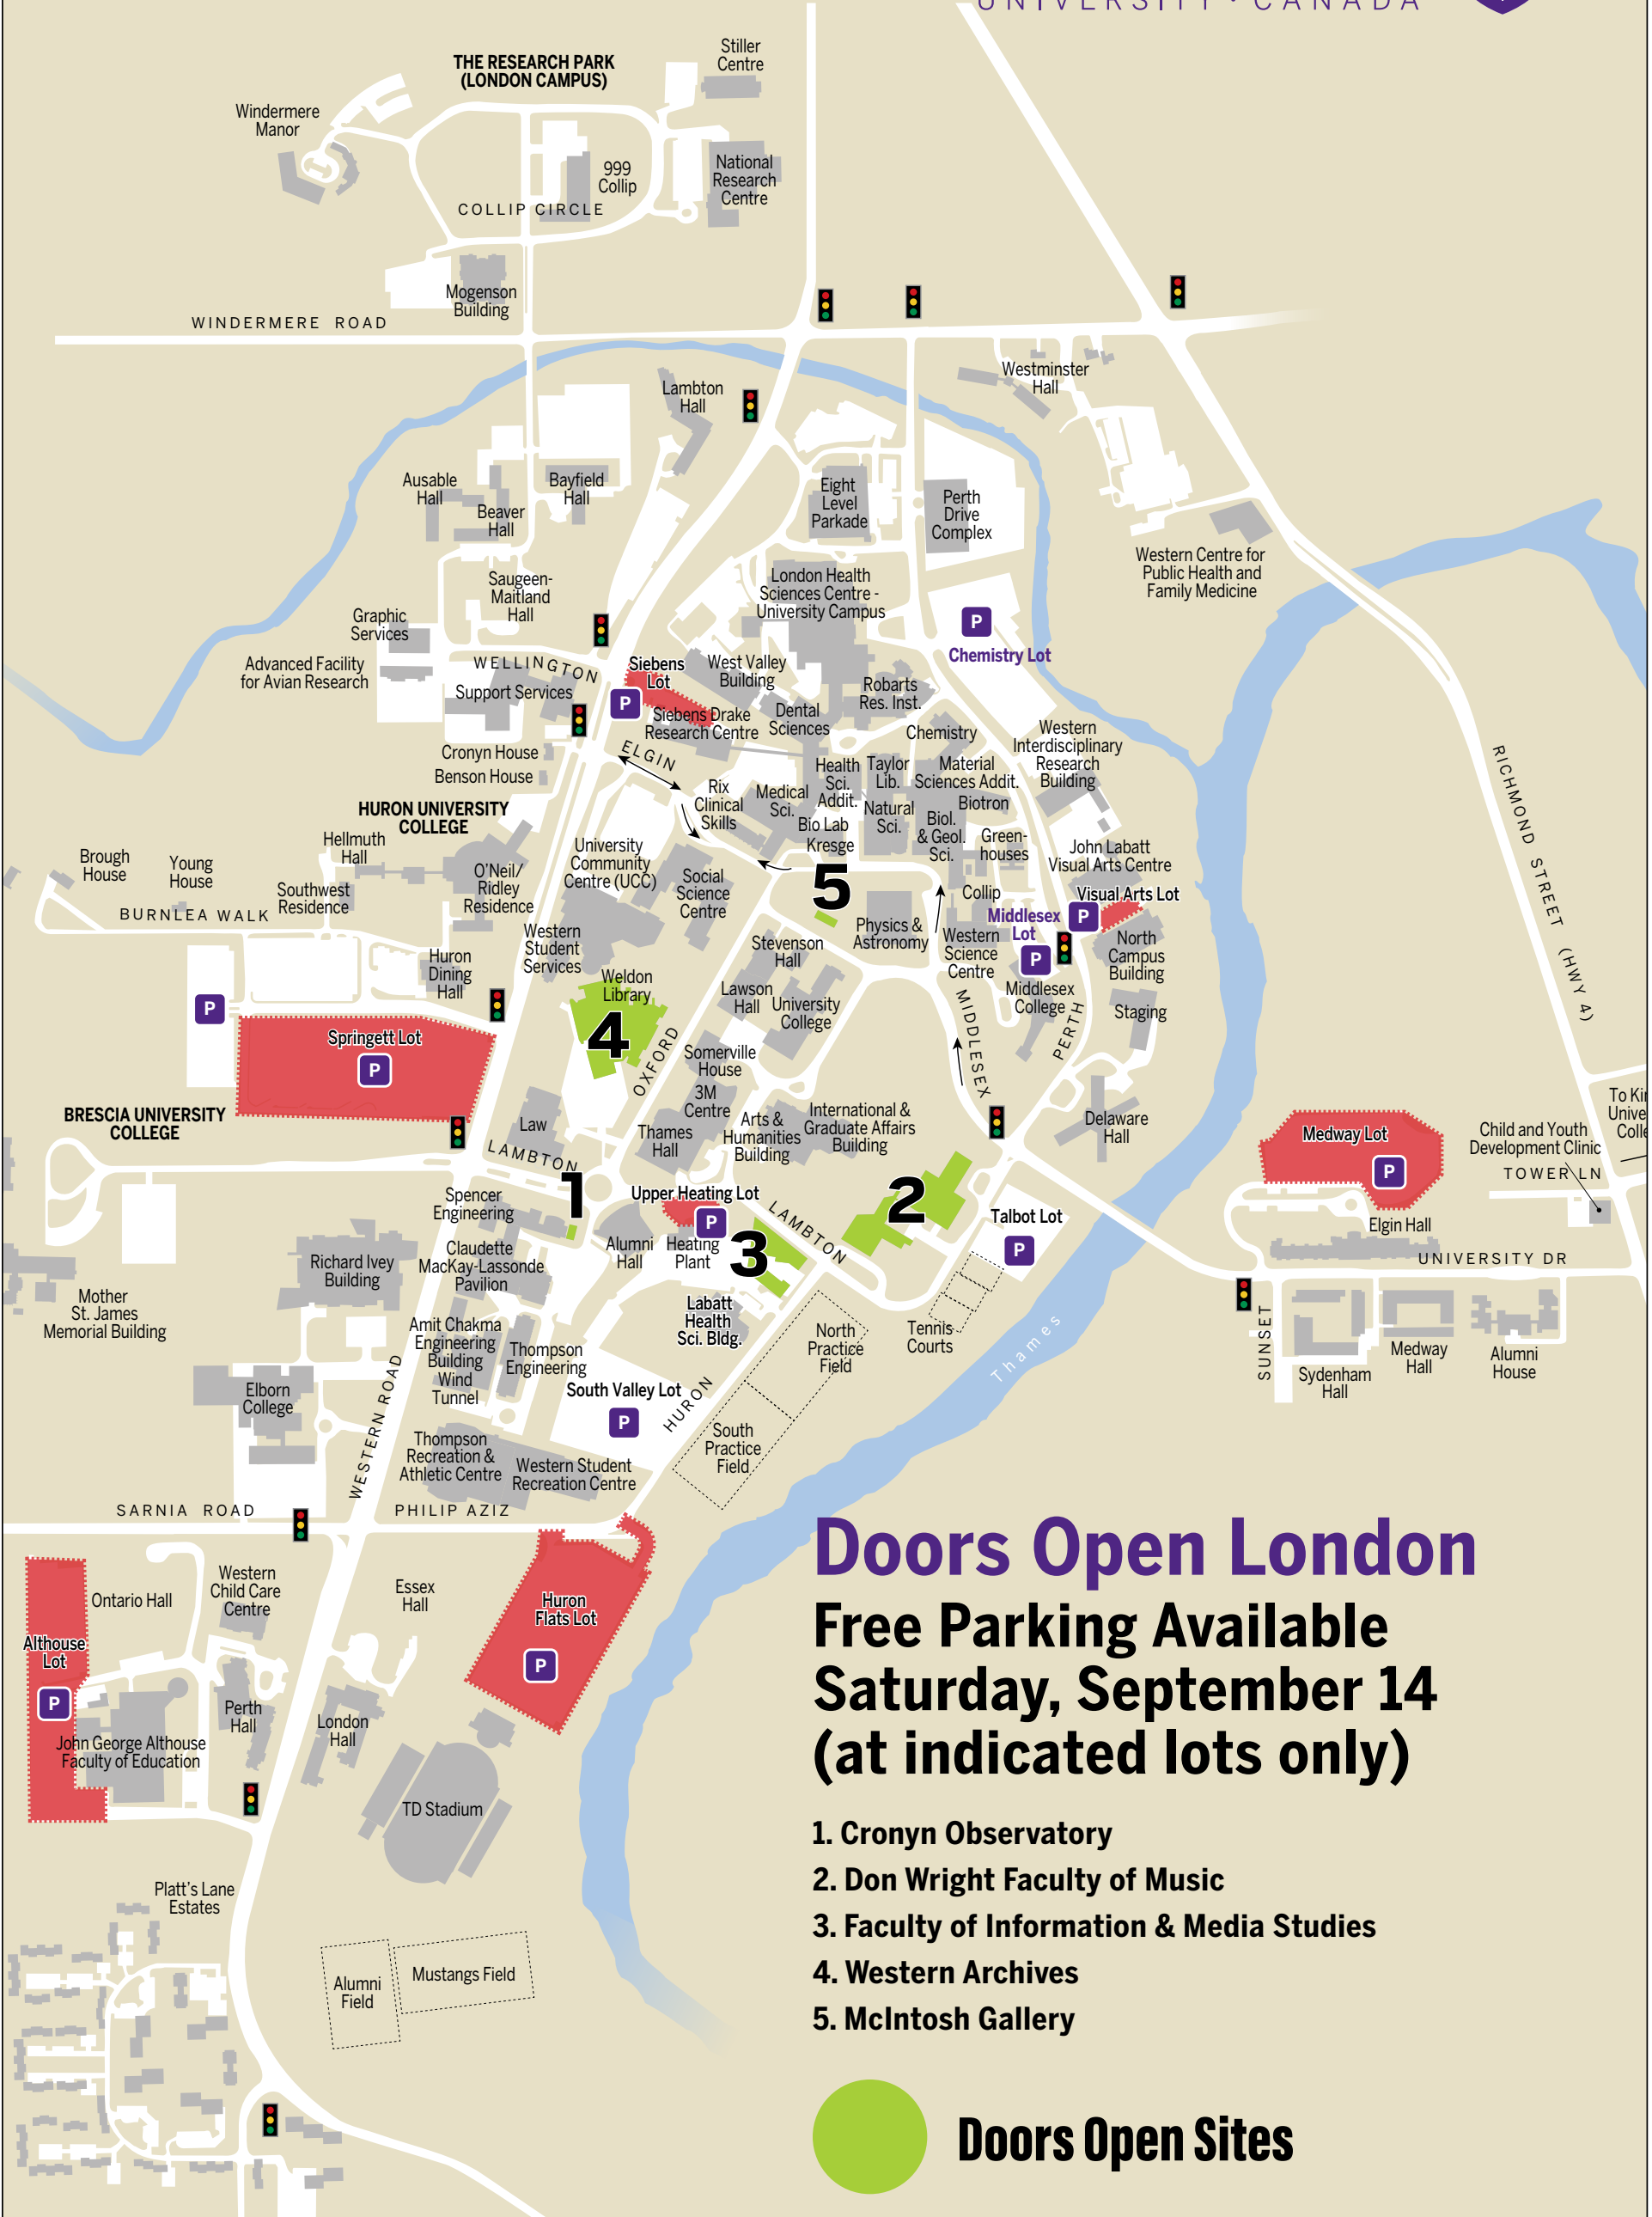 UNIVERSITY · CANADA
THE RESEARCH PARK
(LONDON CAMPUS)
Stiller
Centre
Windermere
Manor
999
Collip
National
Research
Centre
COLLIP CIRCLE
Mogenson
Building
WINDERMERE ROAD
Westminster
Hall
Lambton
Hall
Ausable
Hall
Beaver
Hall
Bayfield
Hall
Eight
Level
Parkade
Perth
Drive
Complex
Western Centre for
Public Health and
Family Medicine
Saugeen-
Maitland
Hall
London Health
Sciences Centre -
University Campus
Graphic
Services
P
Chemistry Lot
Advanced Facility
for Avian Research
WELLINGTON
Support Services
Siebens
Lot
P
West Valley
Building
Robarts
Res. Inst.
Siebens Drake
Research Centre
Dental
Sciences
Chemistry
Western
Interdisciplinary
Research
Building
Cronyn House
Benson House
ELGIN
Rix
Clinical
Skills
Medical
Sci.
Health
Sci.
Addit.
Taylor
Lib.
Material
Sciences Addit.
Biotron
RICHMOND STREET (HWY 4)
HURON UNIVERSITY
COLLEGE
Hellmuth
Hall
Bio Lab
Kresge
Natural
Sci.
Biol.
& Geol.
Sci.
Green-
houses
John Labatt
Visual Arts Centre
Brough
House
Young
House
Southwest
Residence
O'Neil/
Ridley
Residence
University
Community
Centre (UCC)
Social
Science
Centre
5
Collip
Visual Arts Lot
P
BURNLEA WALK
Middlesex
Lot
P
Physics &
Astronomy
Western
Science
Centre
North
Campus
Building
Western
Student
Services
Stevenson
Hall
Huron
Dining
Hall
Weldon
Library
4
Lawson
Hall
University
College
Middlesex
College
Staging
P
Springett Lot
P
OXFORD
MIDDLESEX
PERTH
Somerville
House
3M
Centre
BRESCIA UNIVERSITY
COLLEGE
Law
Thames
Hall
Arts &
Humanities
Building
International &
Graduate Affairs
Building
Delaware
Hall
Medway Lot
P
Child and Youth
Development Clinic
TOWER LN
LAMBTON
1
Spencer
Engineering
Upper Heating Lot
P
2
Talbot Lot
P
LAMBTON
Elgin Hall
UNIVERSITY DR
Alumni
Hall
Heating
Plant
3
Richard Ivey
Building
Claudette
MacKay-Lassonde
Pavilion
Mother
St. James
Memorial Building
Labatt
Health
Sci. Bldg.
North
Practice
Field
Tennis
Courts
Thames
SUNSET
Sydenham
Hall
Medway
Hall
Alumni
House
Amit Chakma
Engineering
Building
Wind
Tunnel
Thompson
Engineering
South Valley Lot
P
HURON
Elborn
College
WESTERN ROAD
South
Practice
Field
Thompson
Recreation &
Athletic Centre
Western Student
Recreation Centre
SARNIA ROAD
PHILIP AZIZ
Ontario Hall
Western
Child Care
Centre
Essex
Hall
Huron
Flats Lot
P
Althouse
Lot
P
Perth
Hall
London
Hall
John George Althouse
Faculty of Education
TD Stadium
Platt's Lane
Estates
Alumni
Field
Mustangs Field
Doors Open London
Free Parking Available
Saturday, September 14
(at indicated lots only)
1. Cronyn Observatory
2. Don Wright Faculty of Music
3. Faculty of Information & Media Studies
4. Western Archives
5. McIntosh Gallery
Doors Open Sites